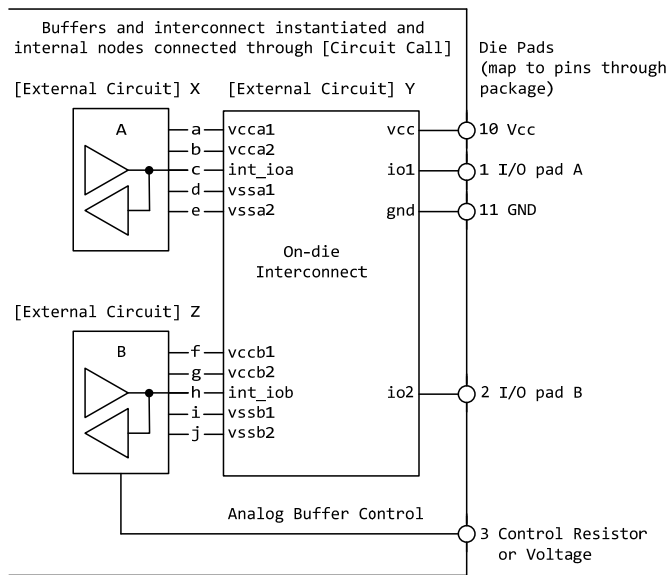 Buffers and interconnect instantiated and
internal nodes connected through [Circuit Call]
Die Pads
(map to pins through
package)
[External Circuit] X
[External Circuit] Y
A
a
b
c
d
e
vcca1
vcca2
int_ioa
vssa1
vssa2
vcc
io1
gnd
10 Vcc
1 I/O pad A
11 GND
On-die
Interconnect
[External Circuit] Z
B
f
g
h
i
j
vccb1
vccb2
int_iob
vssb1
vssb2
io2
2 I/O pad B
Analog Buffer Control
3 Control Resistor
or Voltage